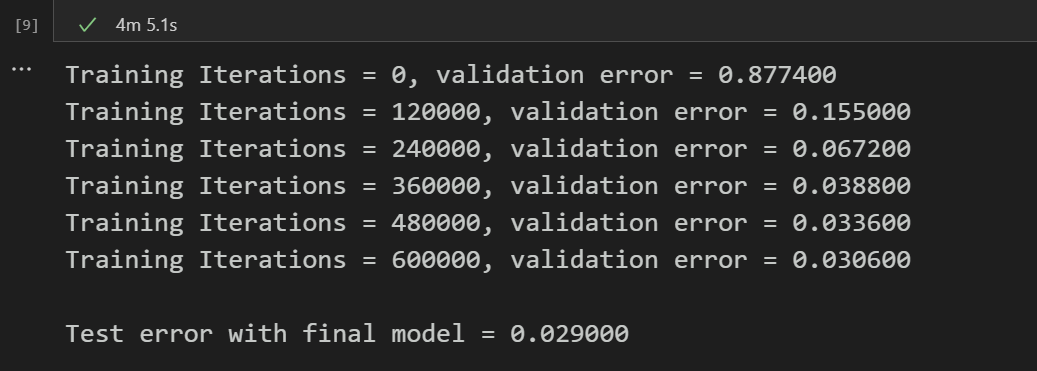 [9] 4m 5.1s
... Training Iterations = 0, validation error = 0.877400
Training Iterations = 120000, validation error = 0.155000
Training Iterations = 240000, validation error = 0.067200
Training Iterations = 360000, validation error = 0.038800
Training Iterations = 480000, validation error = 0.033600
Training Iterations = 600000, validation error = 0.030600
Test error with final model = 0.029000